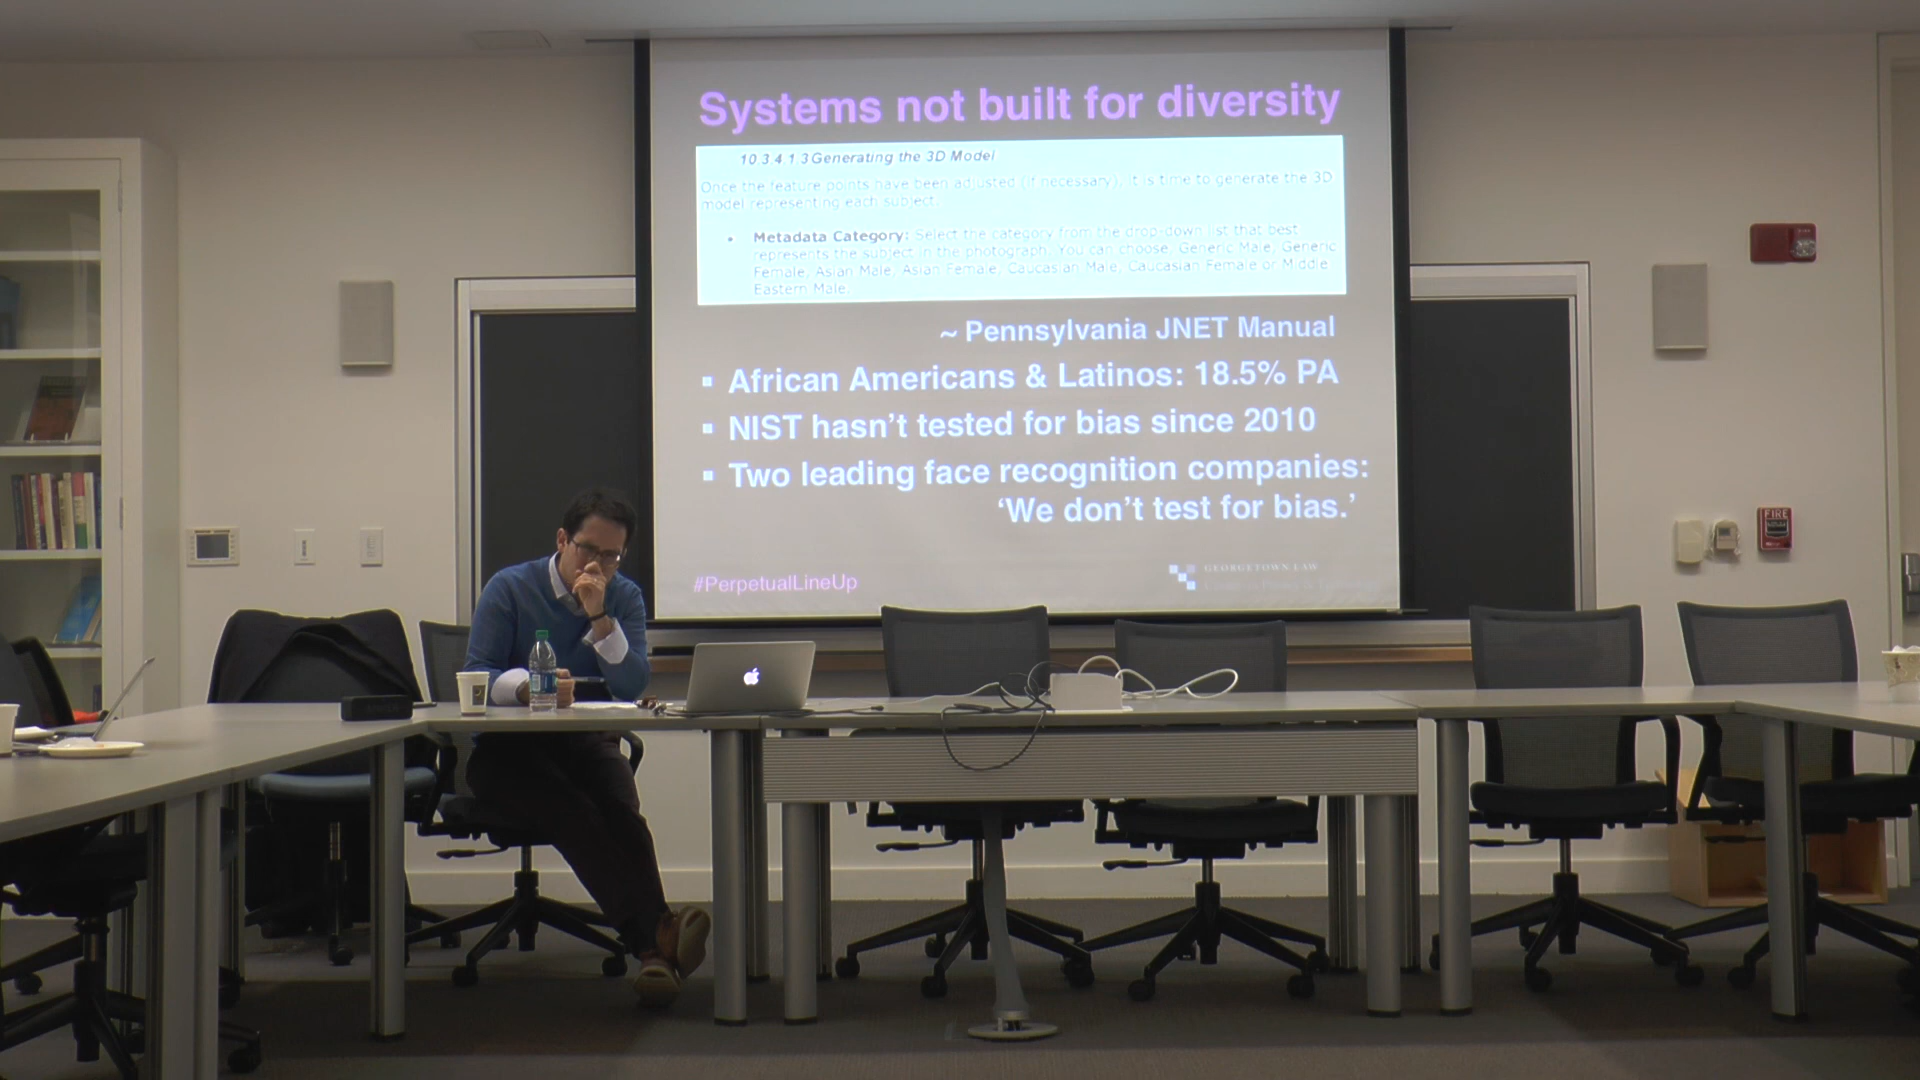 Systems not built for diversity
10.3.4.1.3 Generating the 3D Model
Once the feature points have been adjusted (if necessary), it is time to generate the 3D
model representing each subject.
• Metadata Category: Select the category from the drop-down list that best
represents the subject in the photograph. You can choose, Generic Male, Generic
Female, Asian Male, Asian Female, Caucasian Male, Caucasian Female or Middle
Eastern Male.
~ Pennsylvania JNET Manual
▪ African Americans & Latinos: 18.5% PA
▪ NIST hasn't tested for bias since 2010
▪ Two leading face recognition companies:
'We don't test for bias.'
#PerpetualLineUp
GEORGETOWN LAW
Privacy & Technology
FIRE